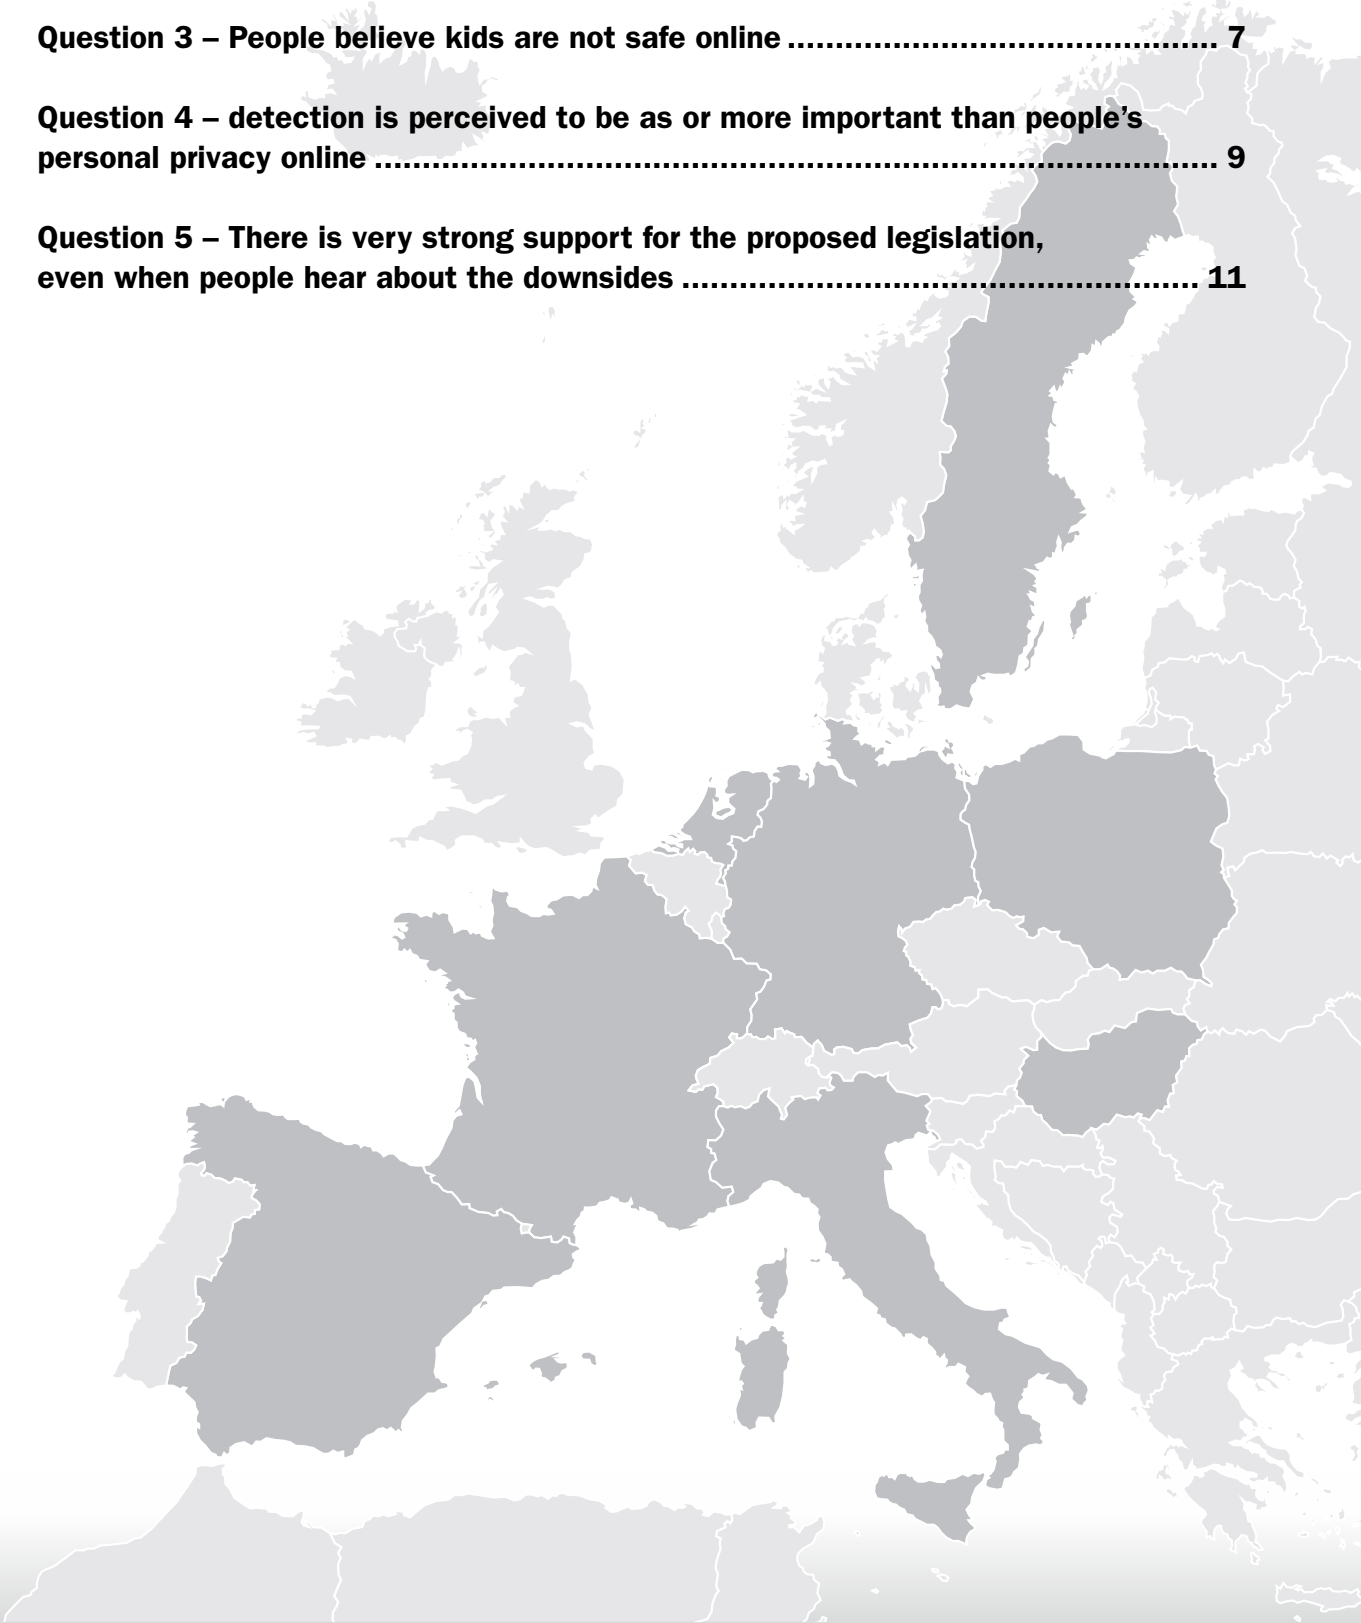 Question 3 – People believe kids are not safe online ............................................. 7
Question 4 – detection is perceived to be as or more important than people’s
personal privacy online ........................................................................................ 9
Question 5 – There is very strong support for the proposed legislation,
even when people hear about the downsides ...................................................... 11